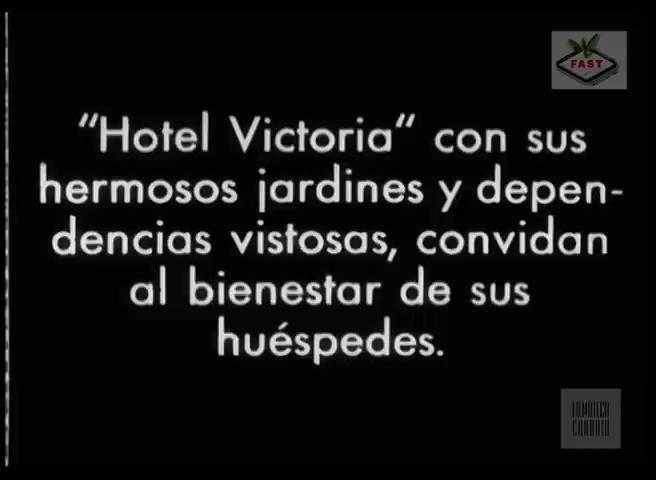 FAST
"Hotel Victoria" con sus
hermosos jardines y depen-
dencias vistosas, convidan
al bienestar de sus
huéspedes.